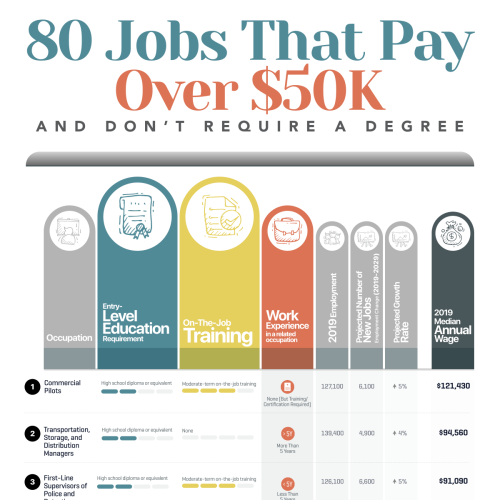 80 Jobs That Pay
Over $50K
AND DON'T REQUIRE A DEGREE
Occupation
Entry-
Level
Education
Requirement
On-The-Job
Training
Work
Experience
in a related
occupation
2019 Employment
Projected Number of
New Jobs
Employment Change (2019-2029)
Projected Growth
Rate
2019
Median
Annual
Wage
1
Commercial
Pilots
High school diploma or equivalent
Moderate-term on-the-job training
None (But Training/
Certification Required)
127,100
6,100
5%
$121,430
2
Transportation,
Storage, and
Distribution
Managers
High school diploma or equivalent
None
More Than
5 Years
139,400
4,900
4%
$94,560
3
First-Line
Supervisors of
Police and
High school diploma or equivalent
Moderate-term on-the-job training
Less Then
126,100
6,600
5%
$91,090